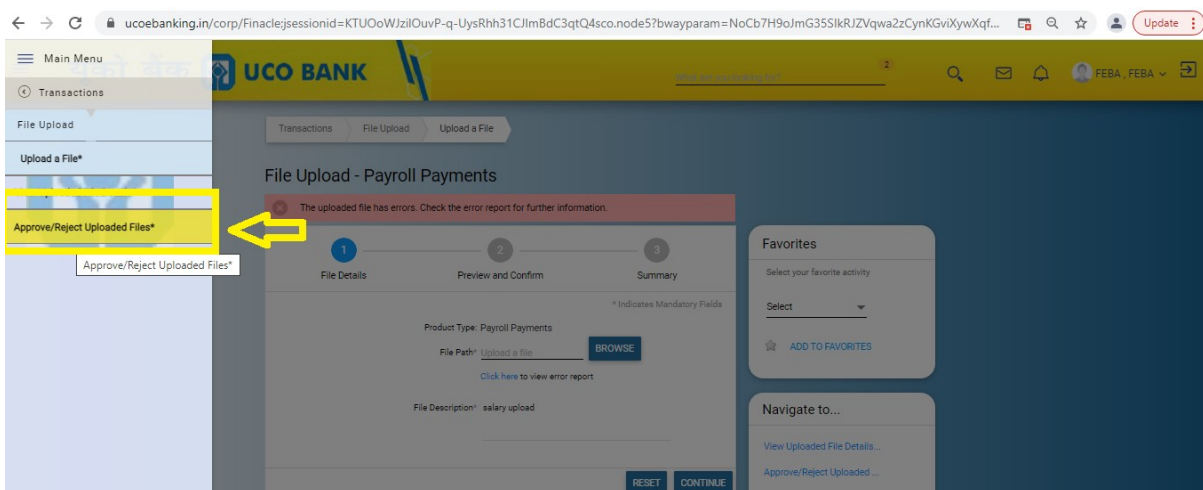 ucoebanking.in/corp/Finacle;jsessionid=KTUOoWJzilOuvP-q-UysRhh31CJlmBdC3qtQ4sco.node5?bwayparam=NoCb7H9oJmG35SlkRJZVqwa2zCynKGviXywXqf...
Update
Main Menu
यूको बैंक UCO BANK
What are you looking for?
2
FEBA , FEBA
Transactions
File Upload
Upload a File*
Approve/Reject Uploaded Files*
Approve/Reject Uploaded Files*
Transactions File Upload Upload a File
File Upload - Payroll Payments
The uploaded file has errors. Check the error report for further information.
1 2 3
File Details Preview and Confirm Summary
* Indicates Mandatory Fields
Product Type: Payroll Payments
File Path* Upload a file BROWSE
Click here to view error report
File Description* salary upload
RESET CONTINUE
Favorites
Select your favorite activity
Select
ADD TO FAVORITES
Navigate to...
View Uploaded File Details...
Approve/Reject Uploaded ...